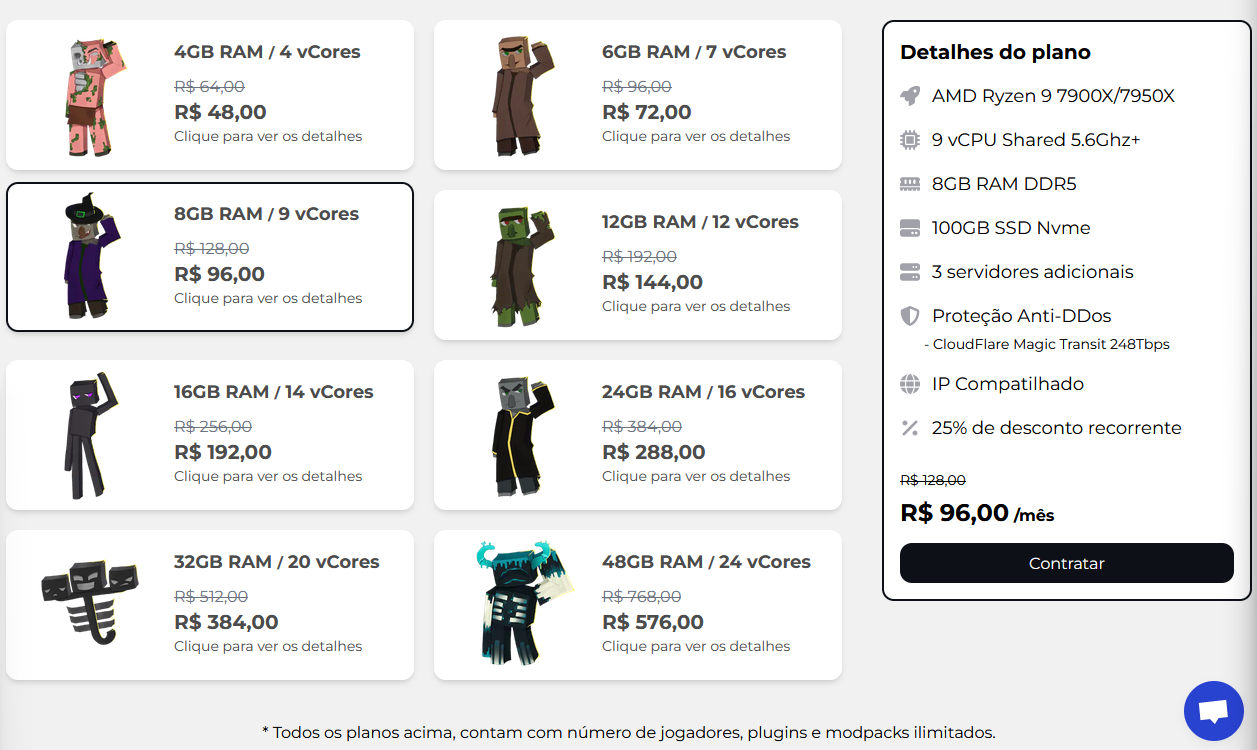 4GB RAM / 4 vCores
R$ 64,00
R$ 48,00
Clique para ver os detalhes
6GB RAM / 7 vCores
R$ 96,00
R$ 72,00
Clique para ver os detalhes
8GB RAM / 9 vCores
R$ 128,00
R$ 96,00
Clique para ver os detalhes
12GB RAM / 12 vCores
R$ 192,00
R$ 144,00
Clique para ver os detalhes
16GB RAM / 14 vCores
R$ 256,00
R$ 192,00
Clique para ver os detalhes
24GB RAM / 16 vCores
R$ 384,00
R$ 288,00
Clique para ver os detalhes
32GB RAM / 20 vCores
R$ 512,00
R$ 384,00
Clique para ver os detalhes
48GB RAM / 24 vCores
R$ 768,00
R$ 576,00
Clique para ver os detalhes
Detalhes do plano
AMD Ryzen 9 7900X/7950X
9 vCPU Shared 5.6Ghz+
8GB RAM DDR5
100GB SSD Nvme
3 servidores adicionais
Proteção Anti-DDos
- CloudFlare Magic Transit 248Tbps
IP Compatilhado
25% de desconto recorrente
R$ 128,00
R$ 96,00 /mês
Contratar
* Todos os planos acima, contam com número de jogadores, plugins e modpacks ilimitados.